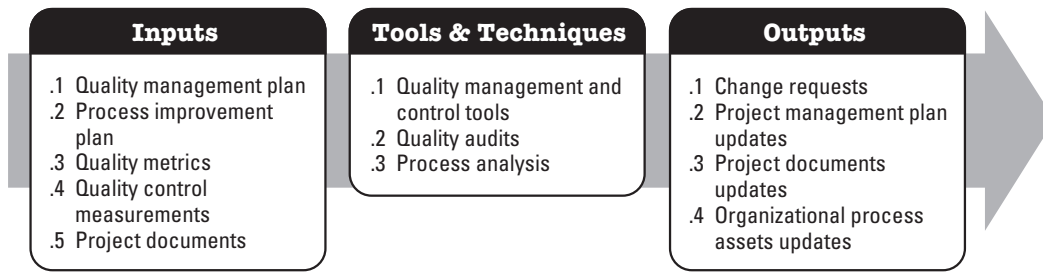 Inputs
.1 Quality management plan
.2 Process improvement
plan
.3 Quality metrics
.4 Quality control
measurements
.5 Project documents
Tools & Techniques
.1 Quality management and
control tools
.2 Quality audits
.3 Process analysis
Outputs
.1 Change requests
.2 Project management plan
updates
.3 Project documents
updates
.4 Organizational process
assets updates